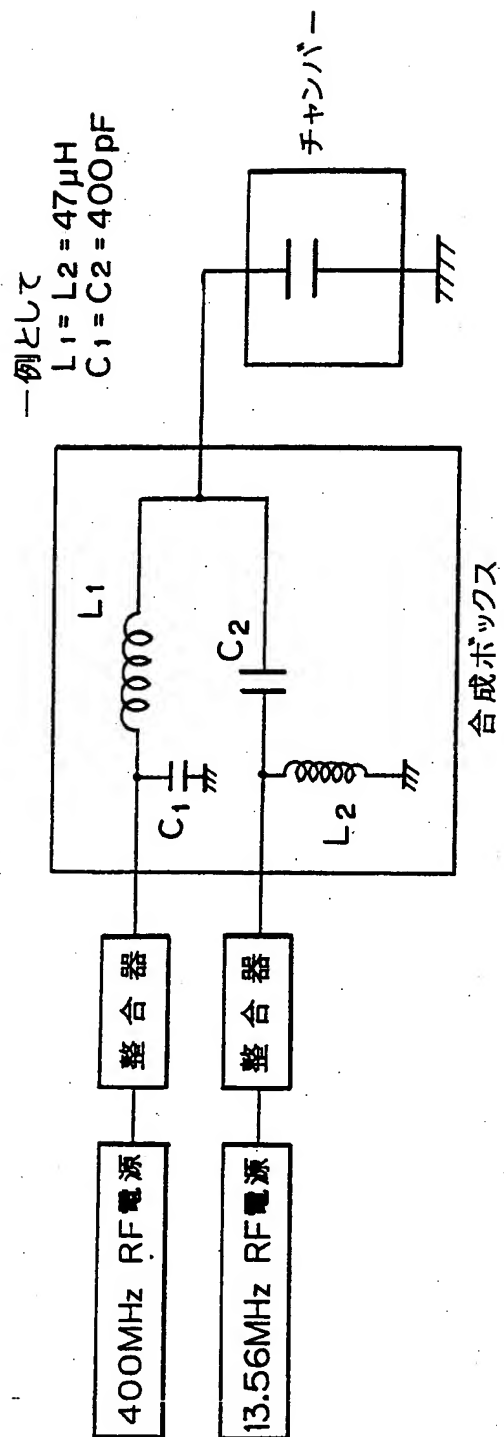 一例として
L1=L2=47μH
C1=C2=400pF
400MHz RF電源
整合器
L1
C1
13.56MHz RF電源
整合器
C2
L2
合成ボックス
チャンバー